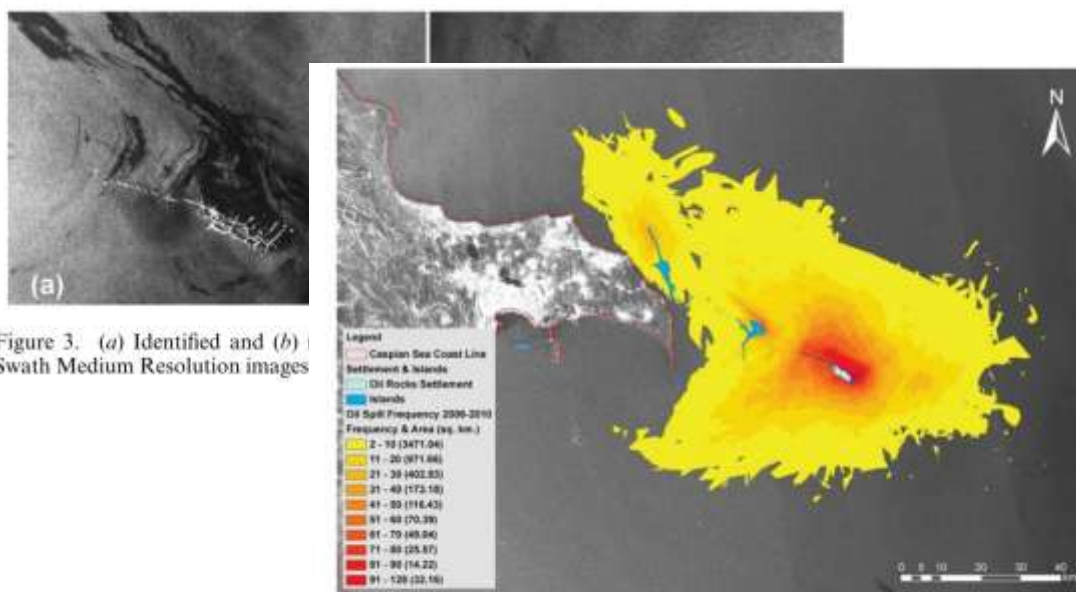 (a)
Figure 3. (a) Identified and (b)
Swath Medium Resolution images
N
Legend
Caspian Sea Coast Line
Settlement & Islands
Oil Rocks Settlement
Islands
Oil Spill Frequency 2006-2010
Frequency & Area (sq. km.)
2 - 10 (3471.04)
11 - 20 (971.66)
21 - 30 (402.83)
31 - 40 (173.18)
41 - 50 (116.43)
51 - 60 (70.39)
61 - 70 (49.04)
71 - 80 (25.57)
81 - 90 (14.22)
91 - 120 (32.16)
0 5 10 20 30 40
km